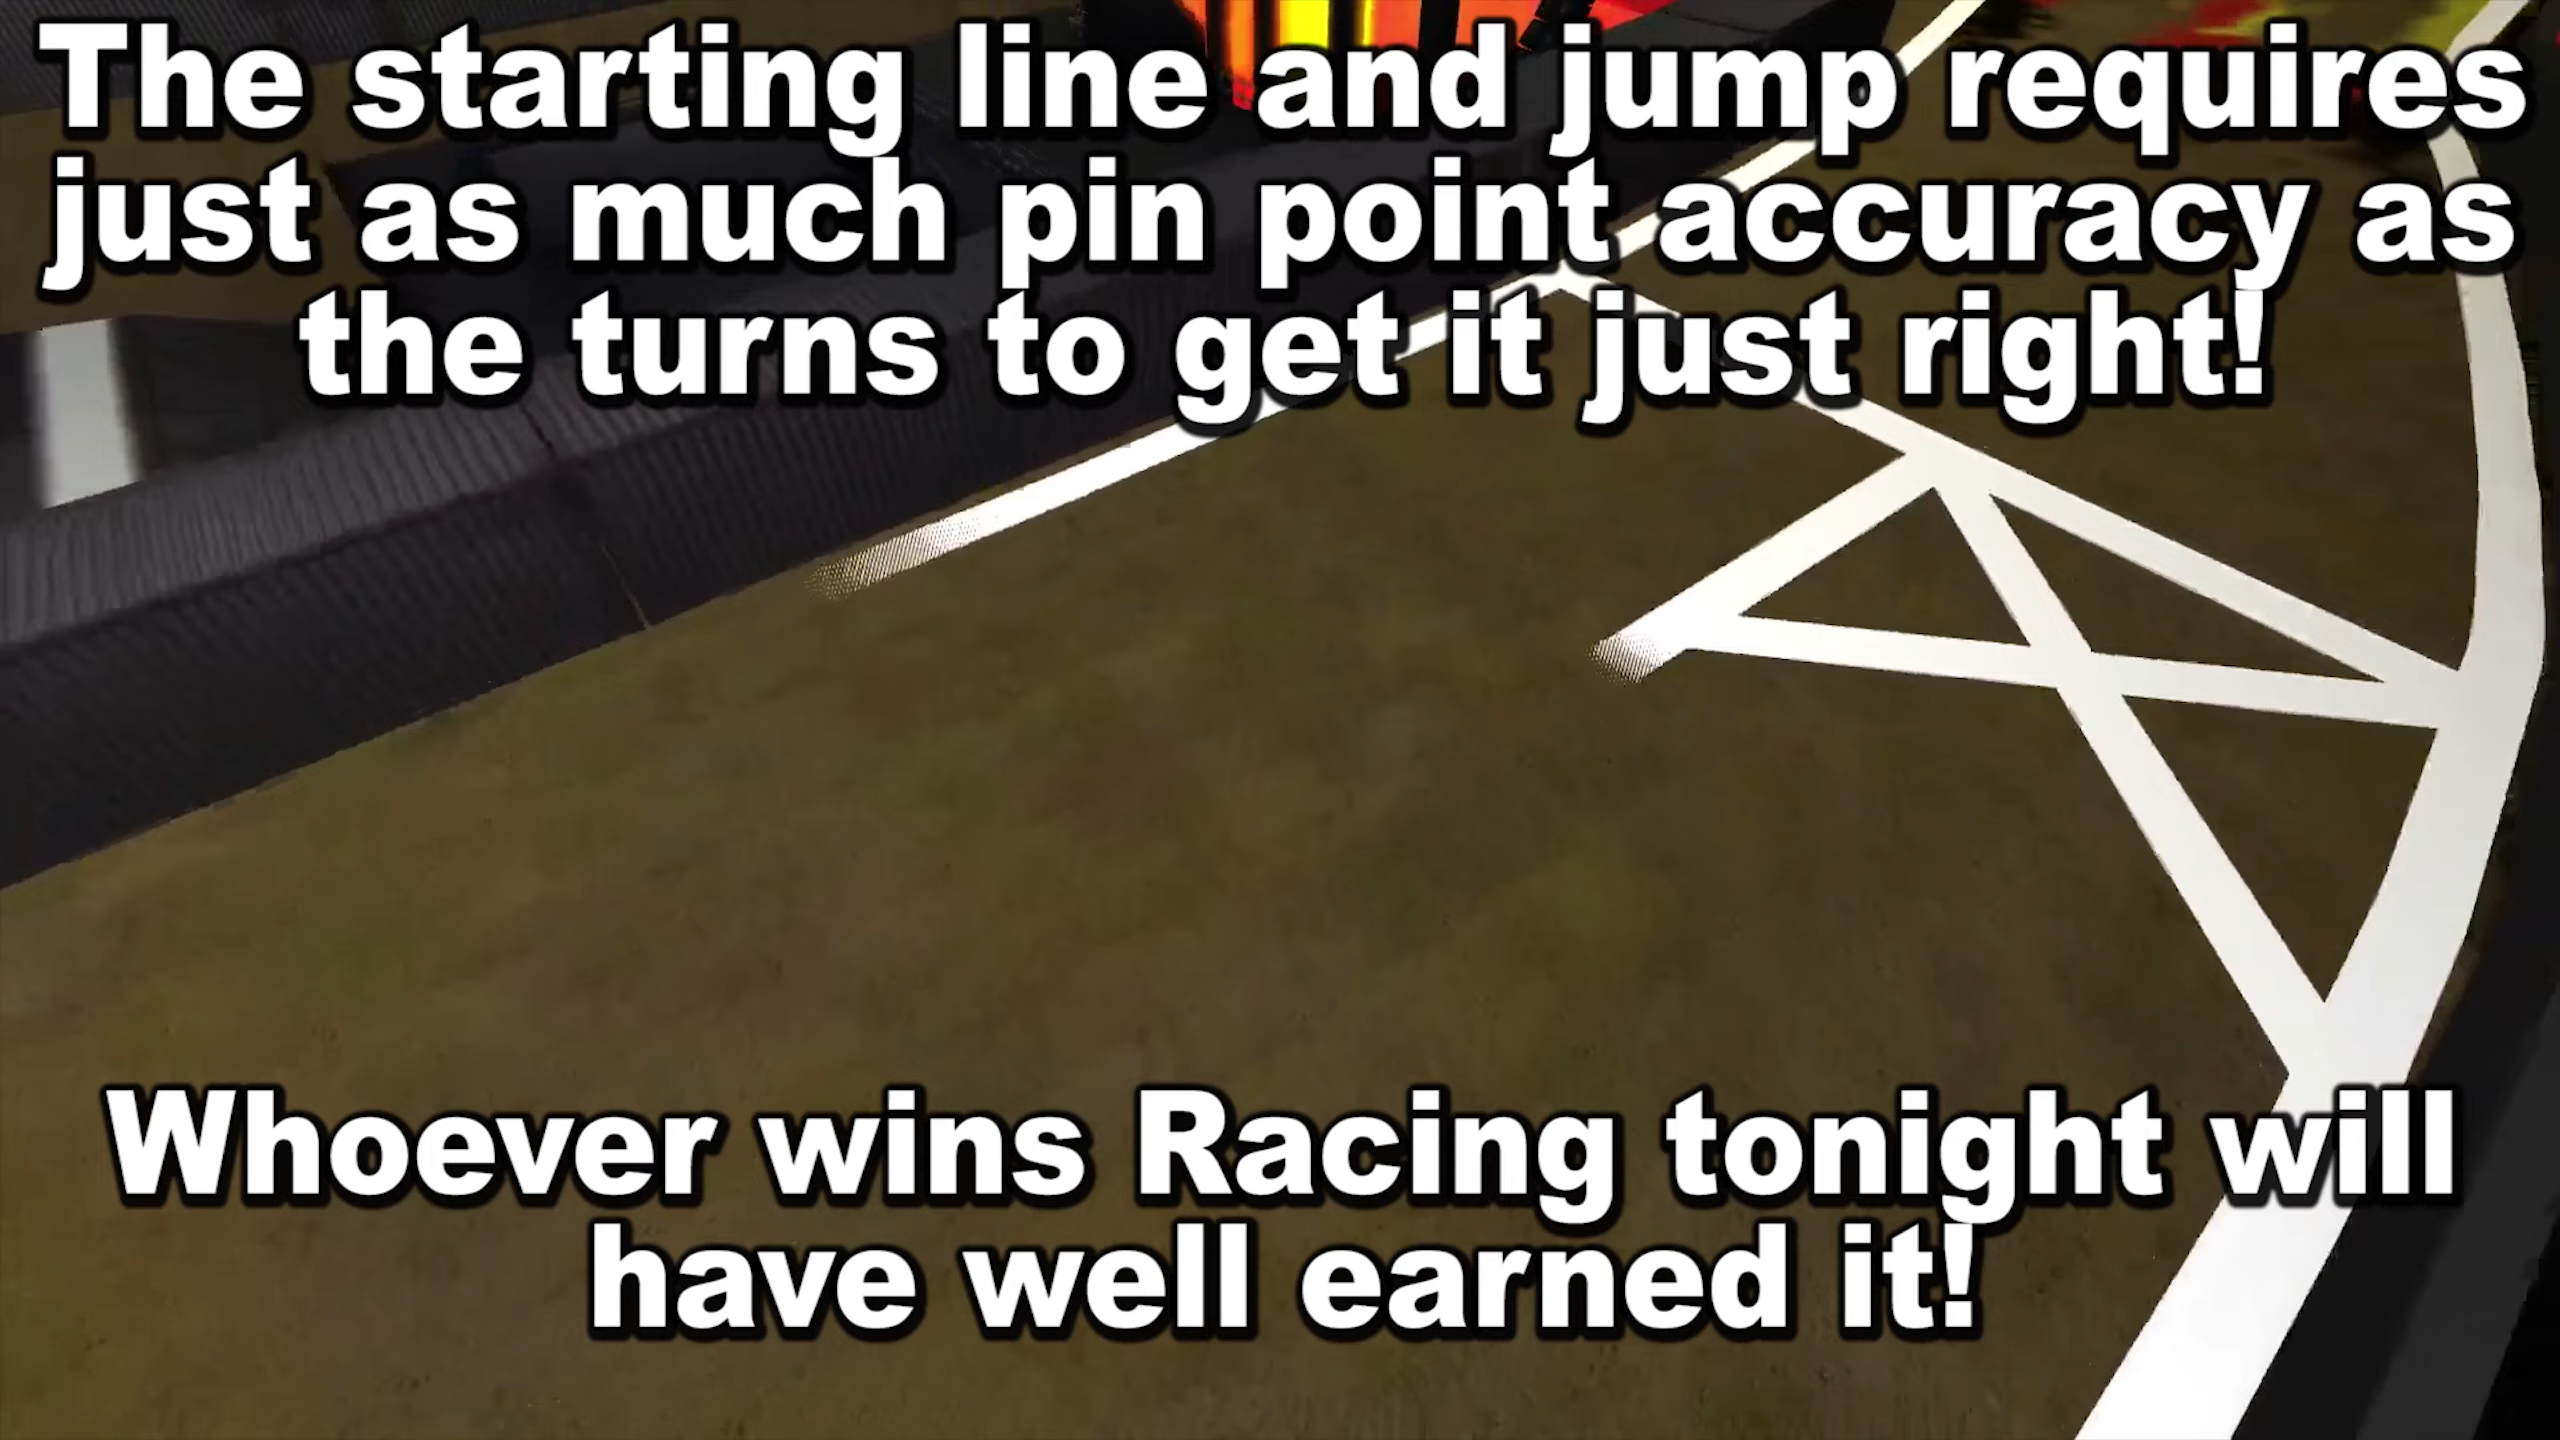 The starting line and jump requires
just as much pin point accuracy as
the turns to get it just right!
Whoever wins Racing tonight will
have well earned it!